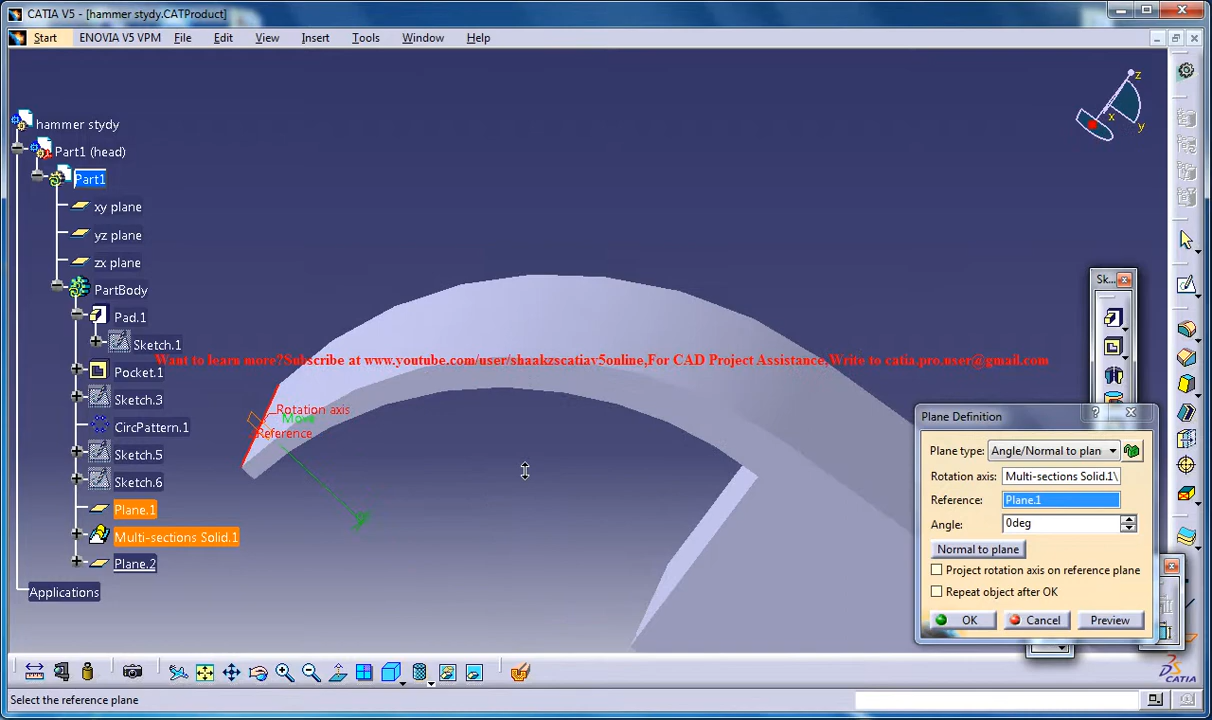 CATIA V5 - [hammer stydy.CATProduct]
Start ENOVIA V5 VPM File Edit View Insert Tools Window Help
hammer stydy
Part1 (head)
Part1
xy plane
yz plane
zx plane
PartBody
Pad.1
Sketch.1
Pocket.1
Sketch.3
CircPattern.1
Sketch.5
Sketch.6
Plane.1
Multi-sections Solid.1
Plane.2
Applications
z
x
y
Want to learn more?Subscribe at www.youtube.com/user/shaakzscatiav5online,For CAD Project Assistance,Write to catia.pro.user@gmail.com
Rotation axis
Move
Reference
Sk...
Plane Definition
Plane type: Angle/Normal to plan
Rotation axis: Multi-sections Solid.1\
Reference: Plane.1
Angle: 0deg
Normal to plane
Project rotation axis on reference plane
Repeat object after OK
OK Cancel Preview
Select the reference plane